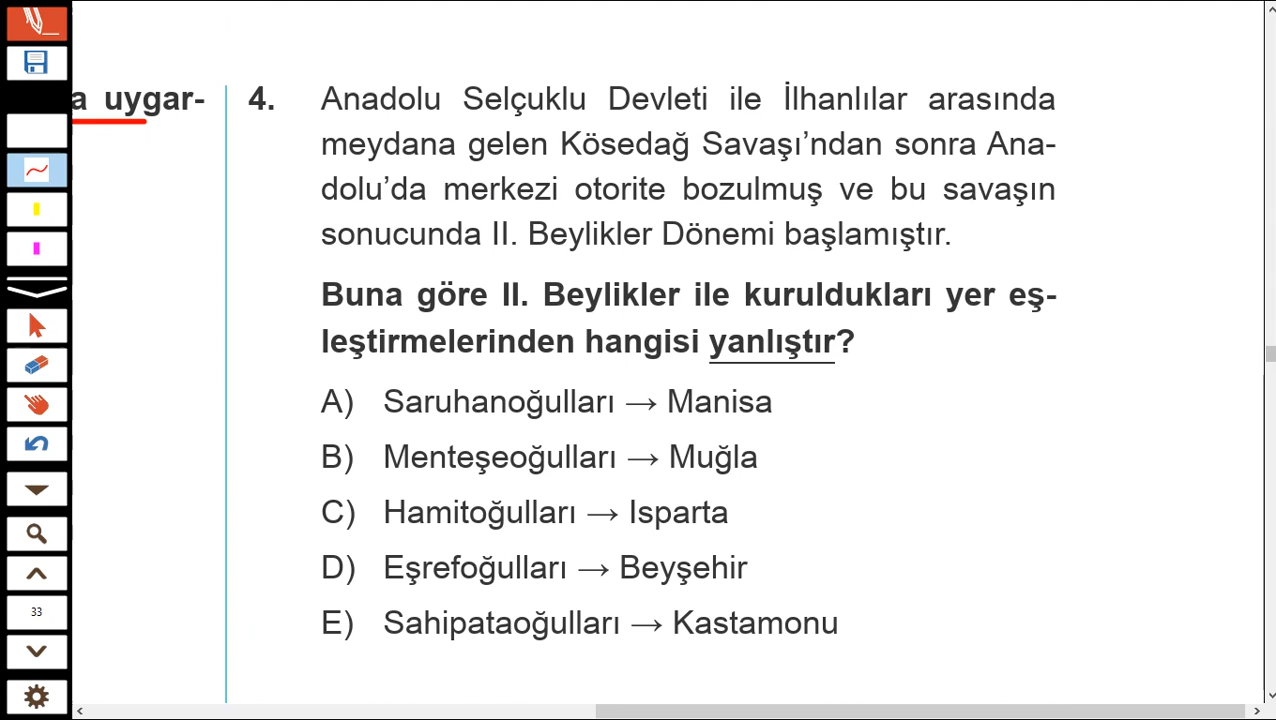 a uygar-
4. Anadolu Selçuklu Devleti ile İlhanlılar arasında
meydana gelen Kösedağ Savaşı’ndan sonra Ana-
dolu’da merkezi otorite bozulmuş ve bu savaşın
sonucunda II. Beylikler Dönemi başlamıştır.
Buna göre II. Beylikler ile kuruldukları yer eş-
leştirmelerinden hangisi yanlıştır?
A) Saruhanoğulları → Manisa
B) Menteşeoğulları → Muğla
C) Hamitoğulları → Isparta
D) Eşrefoğulları → Beyşehir
E) Sahipataoğulları → Kastamonu
33